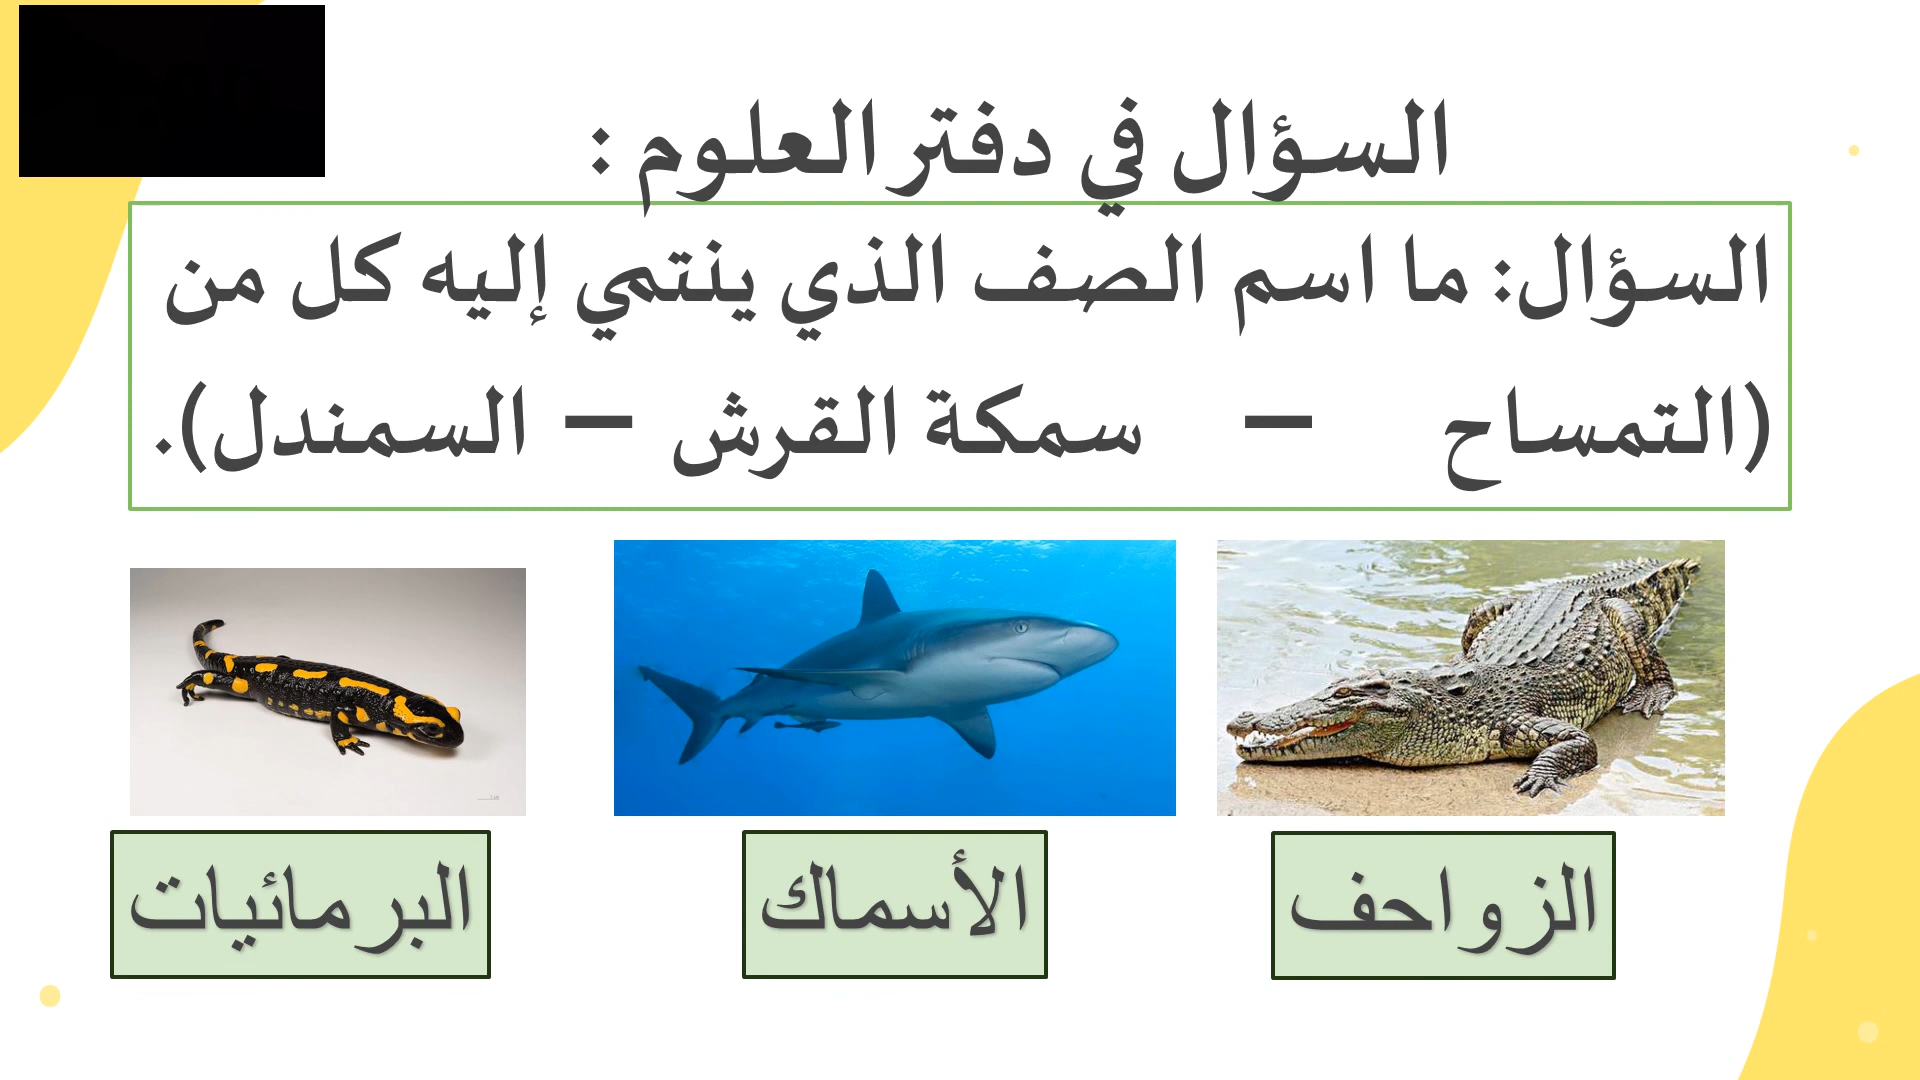 السؤال في دفتر العلوم :
السؤال: ما اسم الصف الذي ينتمي إليه كل من
(التمساح – سمكة القرش – السمندل).
الزواحف
الأسماك
البرمائيات